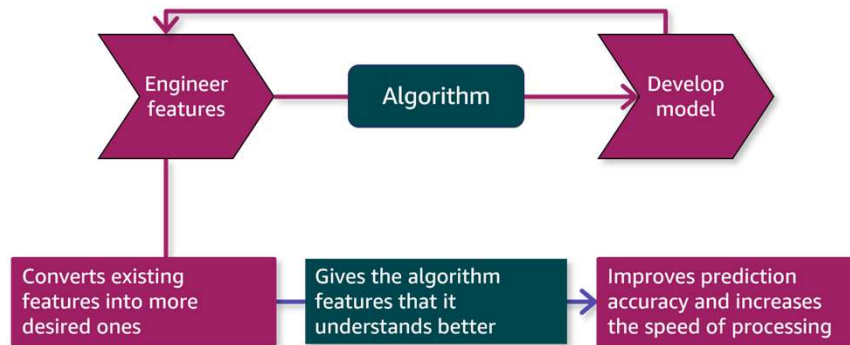 Engineer
features
Algorithm
Develop
model
Converts existing
features into more
desired ones
Gives the algorithm
features that it
understands better
Improves prediction
accuracy and increases
the speed of processing